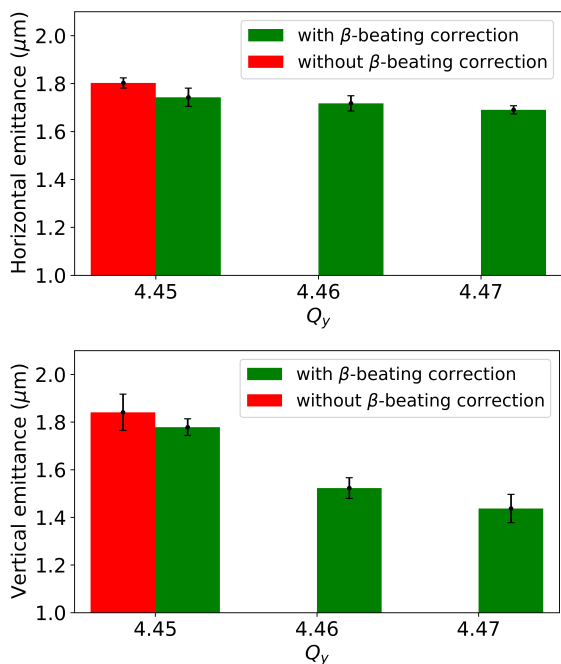 2.0
1.8
1.6
1.4
1.2
1.0
Horizontal emittance (μm)
with β-beating correction
without β-beating correction
4.45 4.46 4.47
Q_y
2.0
1.8
1.6
1.4
1.2
1.0
Vertical emittance (μm)
with β-beating correction
without β-beating correction
4.45 4.46 4.47
Q_y